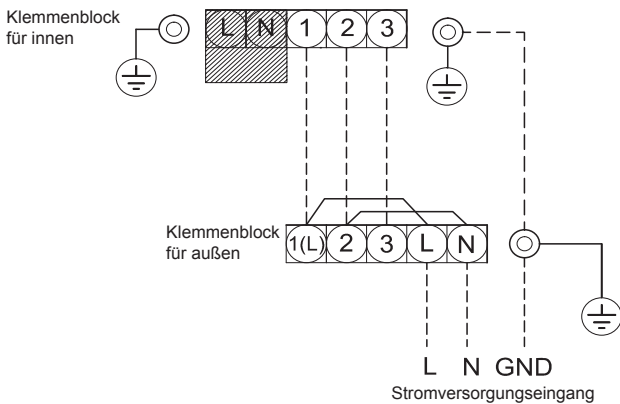 Klemmenblock
für innen
L N 1 2 3
Klemmenblock
für außen
1(L) 2 3 L N
L N GND
Stromversorgungseingang